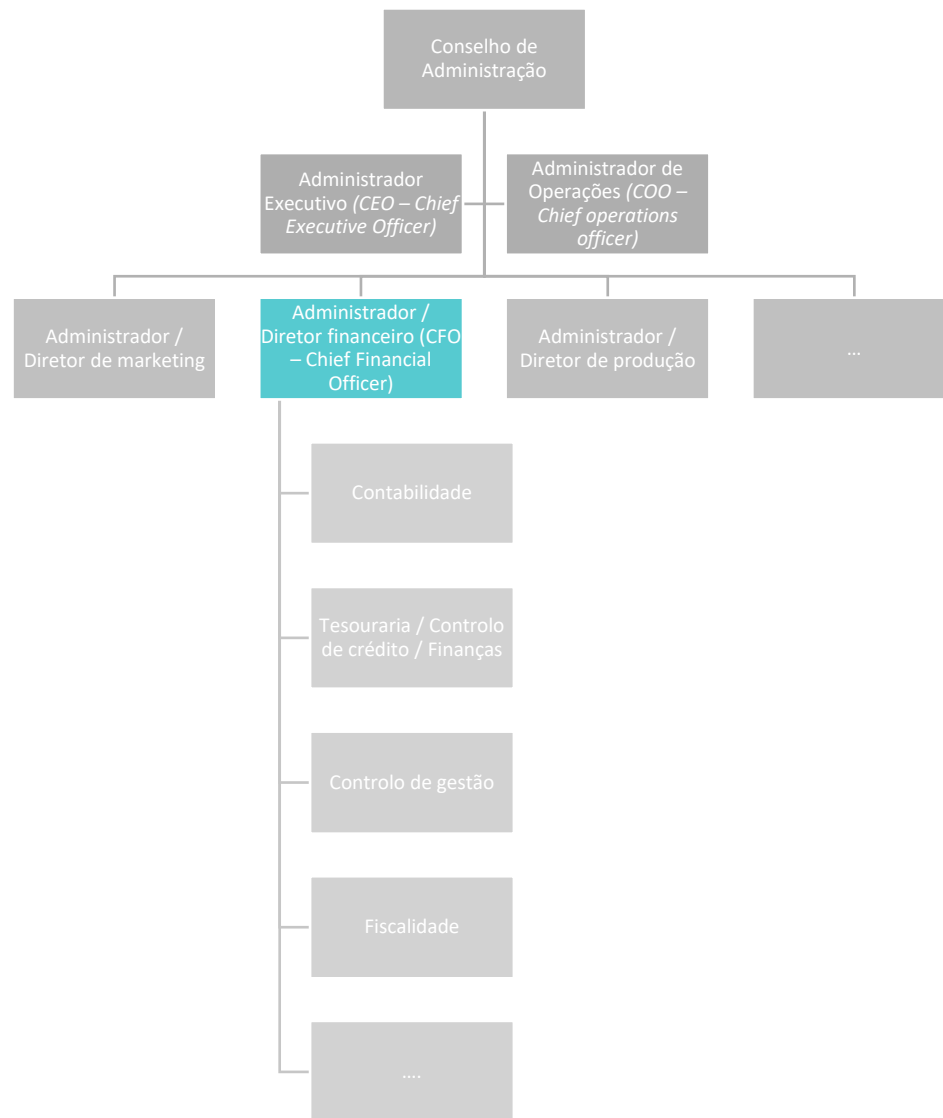 Conselho de
Administração
Administrador
Executivo (CEO – Chief
Executive Officer)
Administrador de
Operações (COO –
Chief operations
officer)
Administrador /
Diretor de marketing
Administrador /
Diretor financeiro (CFO
– Chief Financial
Officer)
Administrador /
Diretor de produção
...
Contabilidade
Tesouraria / Controlo
de crédito / Finanças
Controlo de gestão
Fiscalidade
....